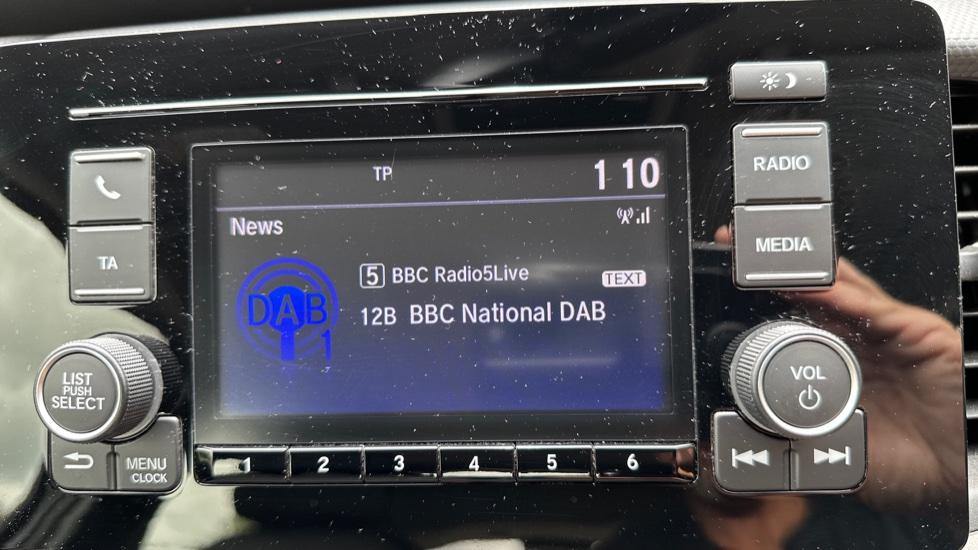 TP
1 10
News
5 BBC Radio5Live
TEXT
12B BBC National DAB
DAB
1
TA
LIST
PUSH
SELECT
MENU
CLOCK
1 2 3 4 5 6
RADIO
MEDIA
VOL